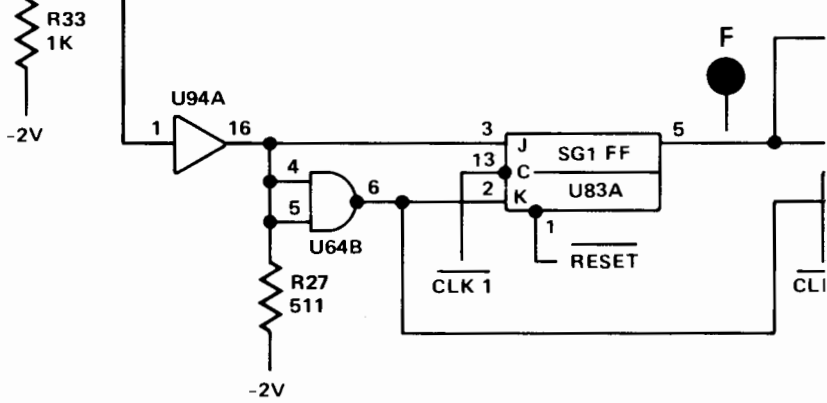 R33
1K
-2V
F
U94A
1
16
3
5
J
SG1 FF
13
C
4
2
6
K
U83A
5
1
U64B
RESET
R27
511
CLK 1
-2V